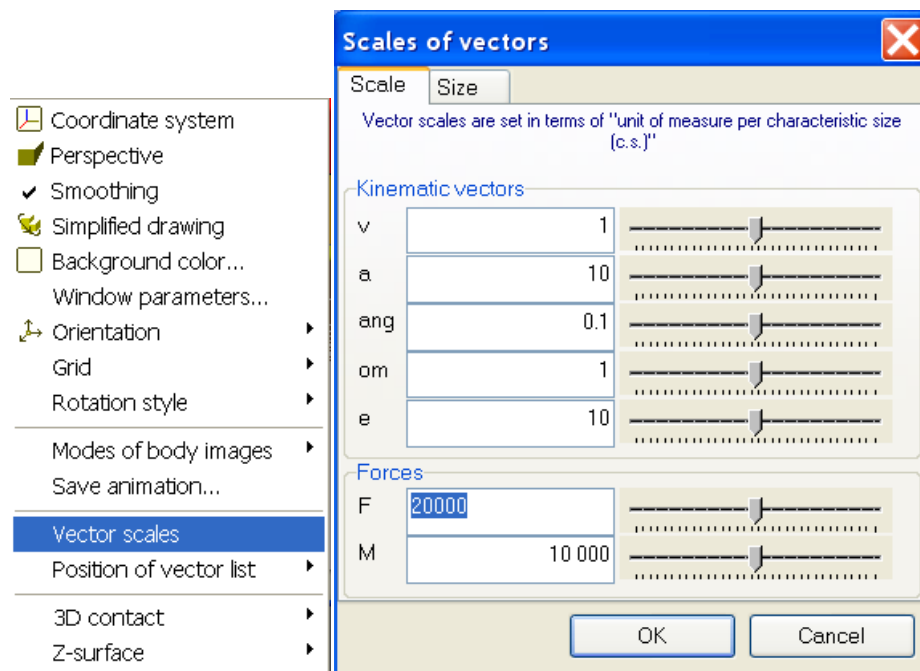 Coordinate system
Perspective
Smoothing
Simplified drawing
Background color...
Window parameters...
Orientation
Grid
Rotation style
Modes of body images
Save animation...
Vector scales
Position of vector list
3D contact
Z-surface
Scales of vectors
Scale Size
Vector scales are set in terms of "unit of measure per characteristic size
(c.s.)"
Kinematic vectors
v 1
a 10
ang 0.1
om 1
e 10
Forces
F 20000
M 10 000
OK Cancel